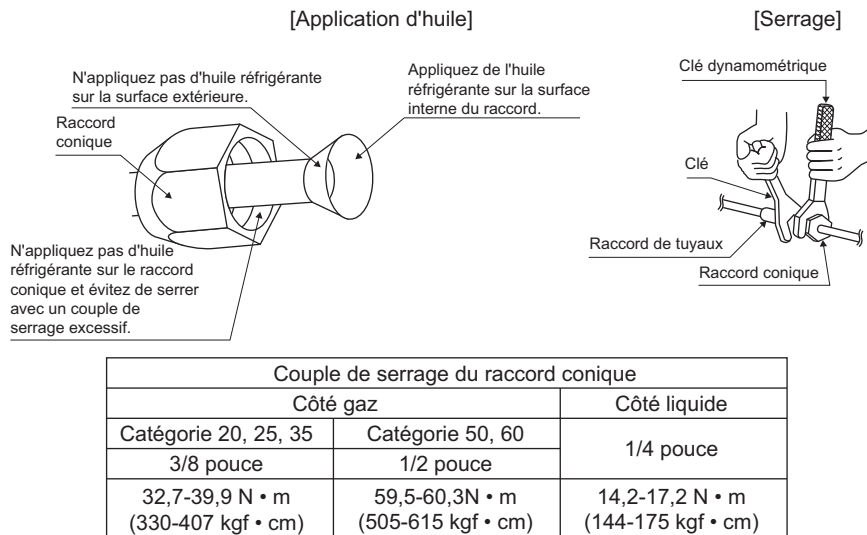 [Application d'huile]
[Serrage]
N'appliquez pas d'huile réfrigérante
sur la surface extérieure.
Appliquez de l'huile
réfrigérante sur la surface
interne du raccord.
Raccord
conique
N'appliquez pas d'huile
réfrigérante sur le raccord
conique et évitez de serrer
avec un couple de
serrage excessif.
Clé dynamométrique
Clé
Raccord de tuyaux
Raccord conique
Couple de serrage du raccord conique
Côté gaz
Côté liquide
Catégorie 20, 25, 35
Catégorie 50, 60
1/4 pouce
3/8 pouce
1/2 pouce
32,7-39,9 N • m
59,5-60,3N • m
14,2-17,2 N • m
(330-407 kgf • cm)
(505-615 kgf • cm)
(144-175 kgf • cm)